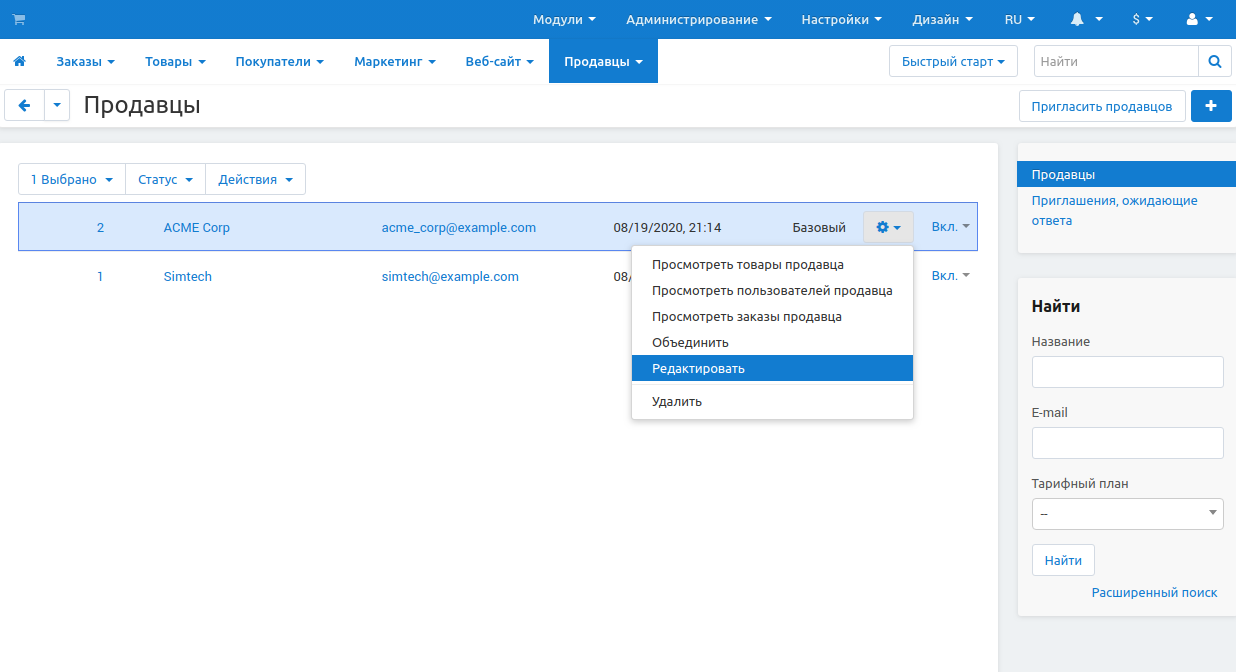 Модули Администрирование Настройки Дизайн RU $
Заказы Товары Покупатели Маркетинг Веб-сайт Продавцы Быстрый старт Найти
Продавцы Пригласить продавцов +
1 Выбрано Статус Действия
2 ACME Corp acme_corp@example.com 08/19/2020, 21:14 Базовый Вкл.
1 Simtech simtech@example.com 08/ Вкл.
Просмотреть товары продавца
Просмотреть пользователей продавца
Просмотреть заказы продавца
Объединить
Редактировать
Удалить
Продавцы
Приглашения, ожидающие
ответа
Найти
Название
E-mail
Тарифный план
--
Найти
Расширенный поиск